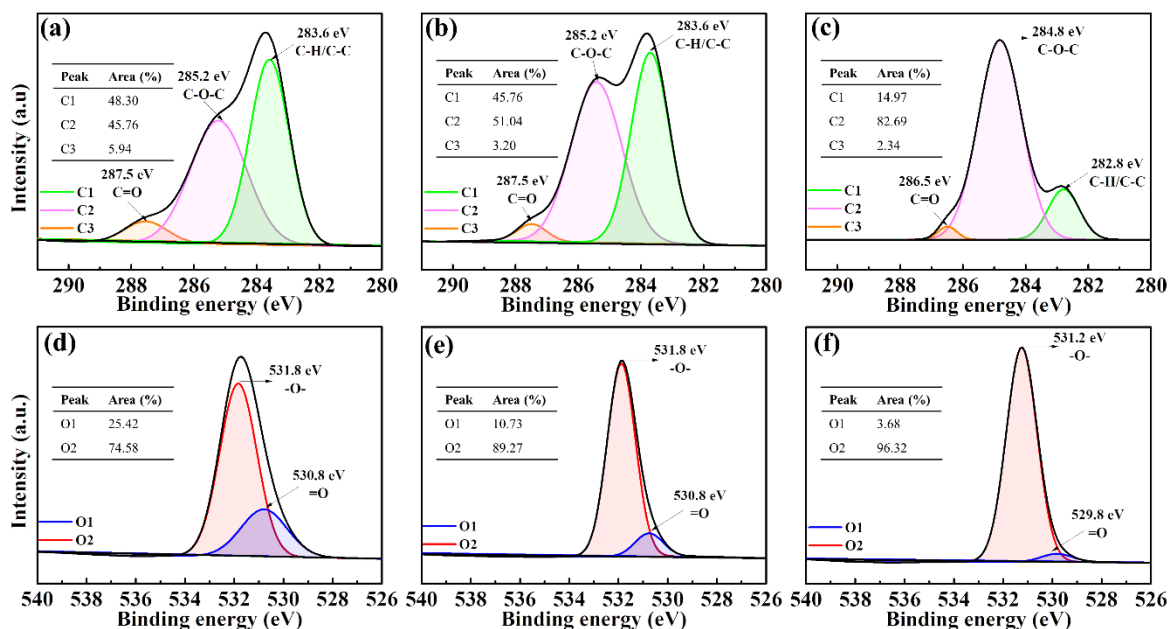 (a)
283.6 eV
C-H/C-C
285.2 eV
C-O-C
Peak Area (%)
C1 48.30
C2 45.76
C3 5.94
287.5 eV
C=O
C1
C2
C3
Intensity (a.u)
290 288 286 284 282 280
Binding energy (eV)
(b)
285.2 eV
C-O-C
283.6 eV
C-H/C-C
Peak Area (%)
C1 45.76
C2 51.04
C3 3.20
287.5 eV
C=O
C1
C2
C3
290 288 286 284 282 280
Binding energy (eV)
(c)
284.8 eV
C-O-C
Peak Area (%)
C1 14.97
C2 82.69
C3 2.34
282.8 eV
C-H/C-C
286.5 eV
C=O
C1
C2
C3
290 288 286 284 282 280
Binding energy (eV)
(d)
531.8 eV
-O-
Peak Area (%)
O1 25.42
O2 74.58
530.8 eV
=O
O1
O2
Intensity (a.u.)
540 538 536 534 532 530 528 526
Binding energy (eV)
(e)
531.8 eV
-O-
Peak Area (%)
O1 10.73
O2 89.27
530.8 eV
=O
O1
O2
540 538 536 534 532 530 528 526
Binding energy (eV)
(f)
531.2 eV
-O-
Peak Area (%)
O1 3.68
O2 96.32
529.8 eV
=O
O1
O2
540 538 536 534 532 530 528 526
Binding energy (eV)